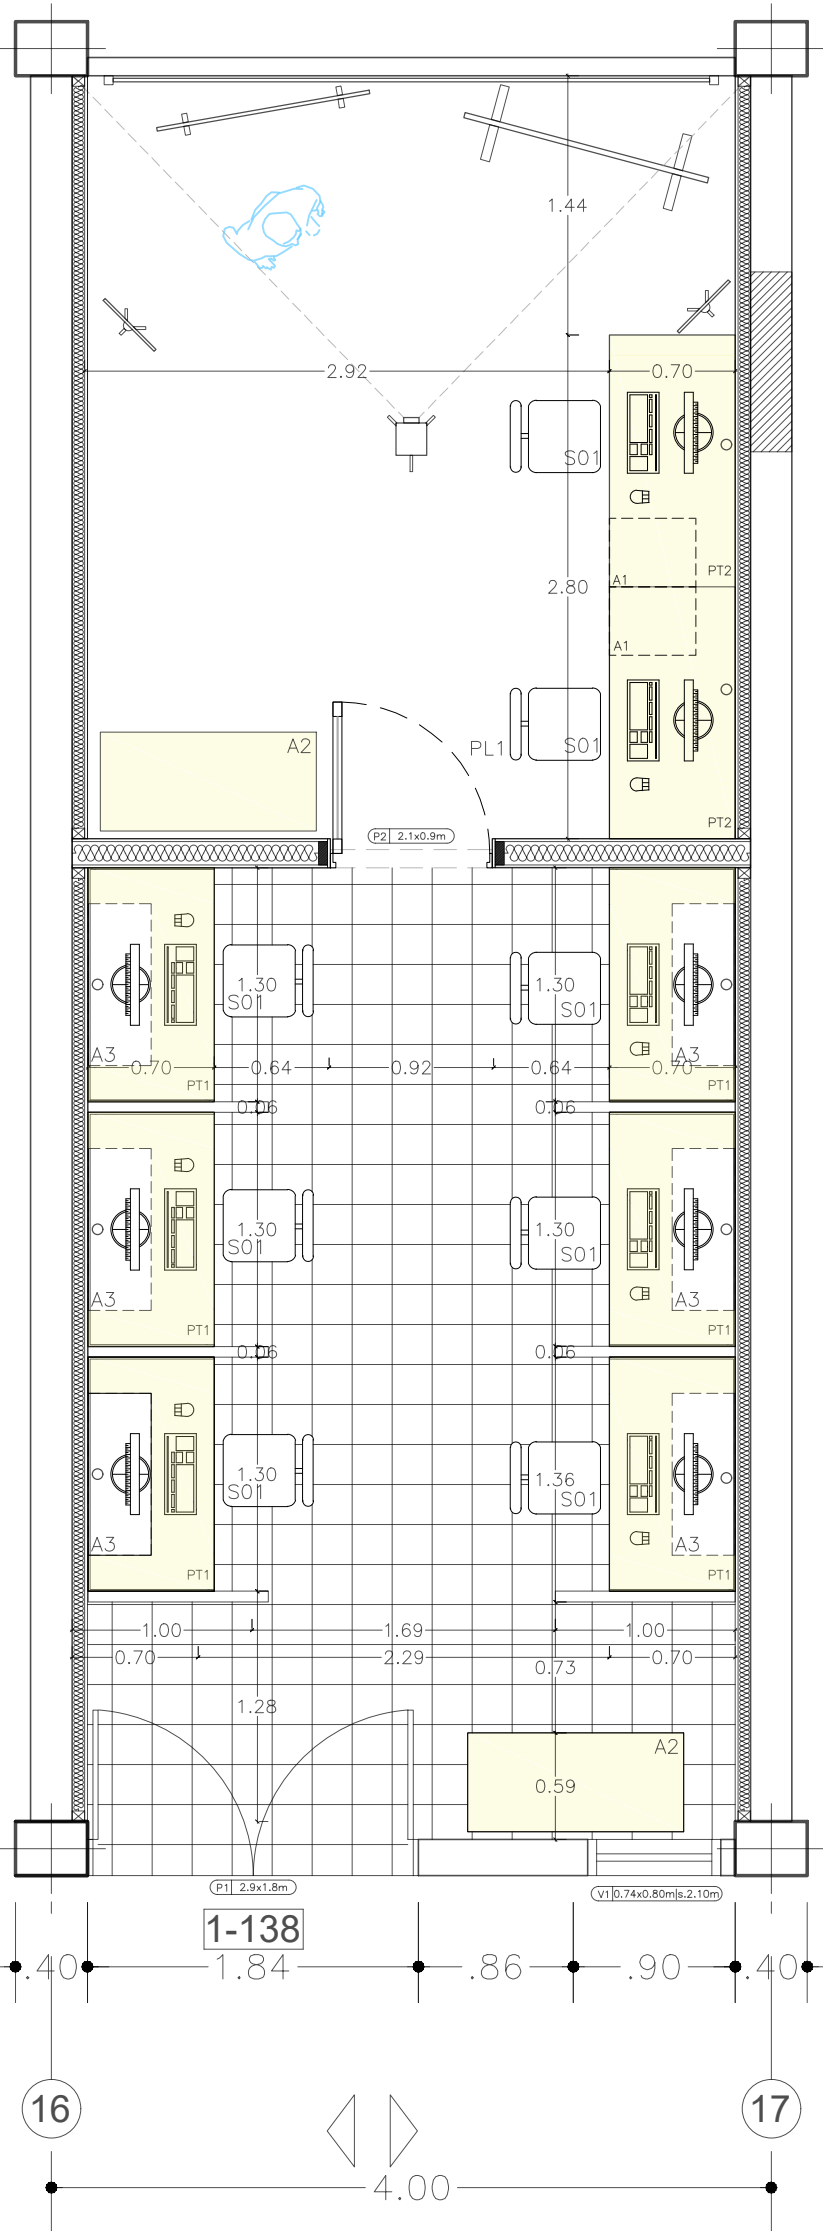 1.44
2.92
0.70
S01
A1
PT2
2.80
A1
PL1
S01
A2
P2 2.1x0.9m
PT2
1.30
S01
1.30
S01
A3
A3
0.70
0.64
0.92
0.64
0.70
PT1
PT1
0.06
0.06
1.30
S01
1.30
S01
A3
A3
PT1
PT1
0.06
0.06
1.30
S01
1.36
S01
A3
A3
PT1
PT1
1.00
1.69
1.00
0.70
2.29
0.70
0.73
1.28
A2
0.59
P1 2.9x1.8m
V1 0.74x0.80m|s.2.10m
1-138
.40
1.84
.86
.90
.40
16
17
4.00